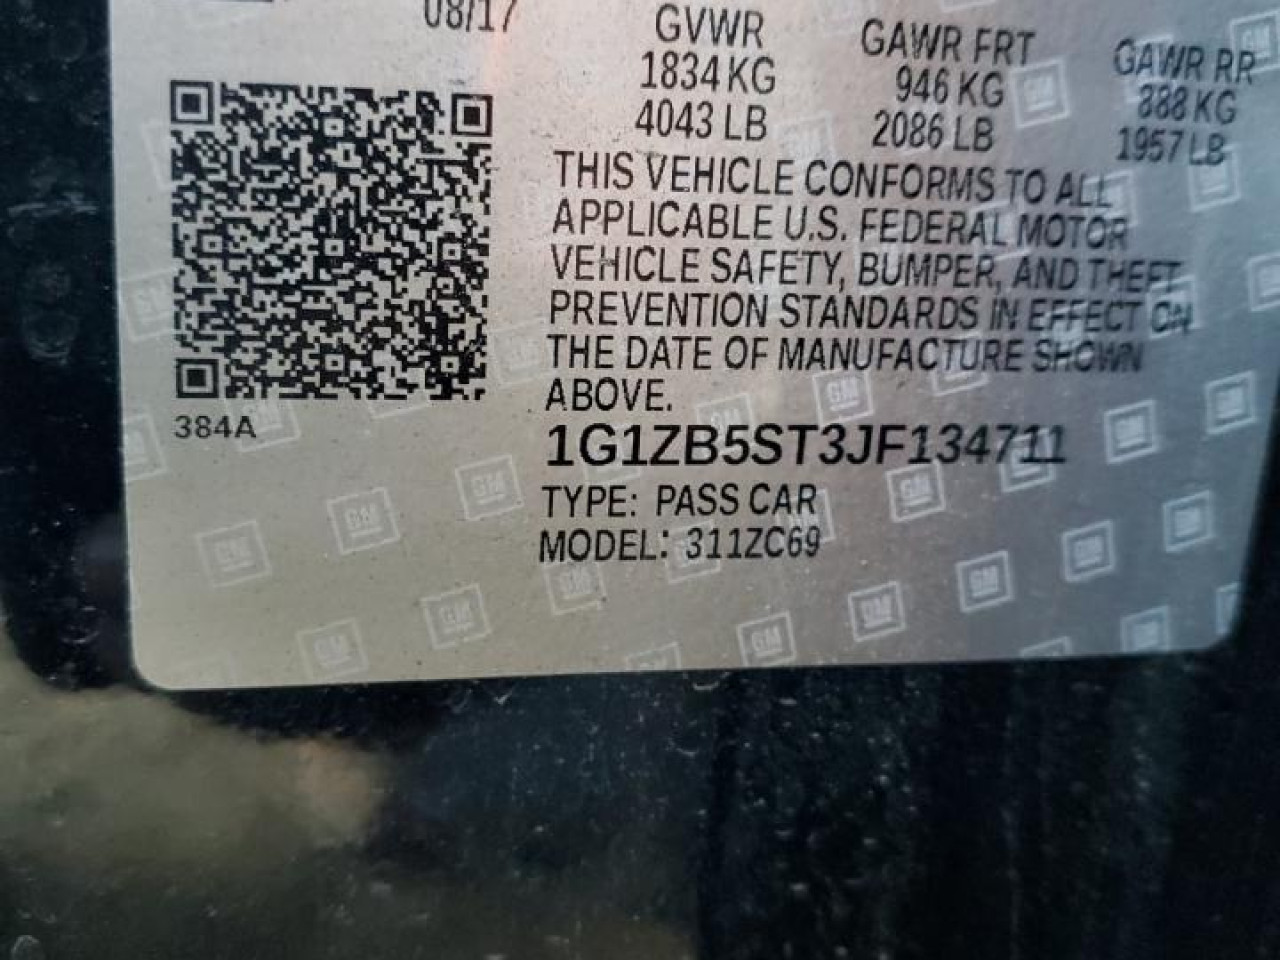 08/17
GVWR GAWR FRT GAWR RR
1834 KG 946 KG 888 KG
4043 LB 2086 LB 1957 LB
THIS VEHICLE CONFORMS TO ALL
APPLICABLE U.S. FEDERAL MOTOR
VEHICLE SAFETY, BUMPER, AND THEFT
PREVENTION STANDARDS IN EFFECT ON
THE DATE OF MANUFACTURE SHOWN
ABOVE.
384A
1G1ZB5ST3JF134711
TYPE: PASS CAR
MODEL: 311ZC69